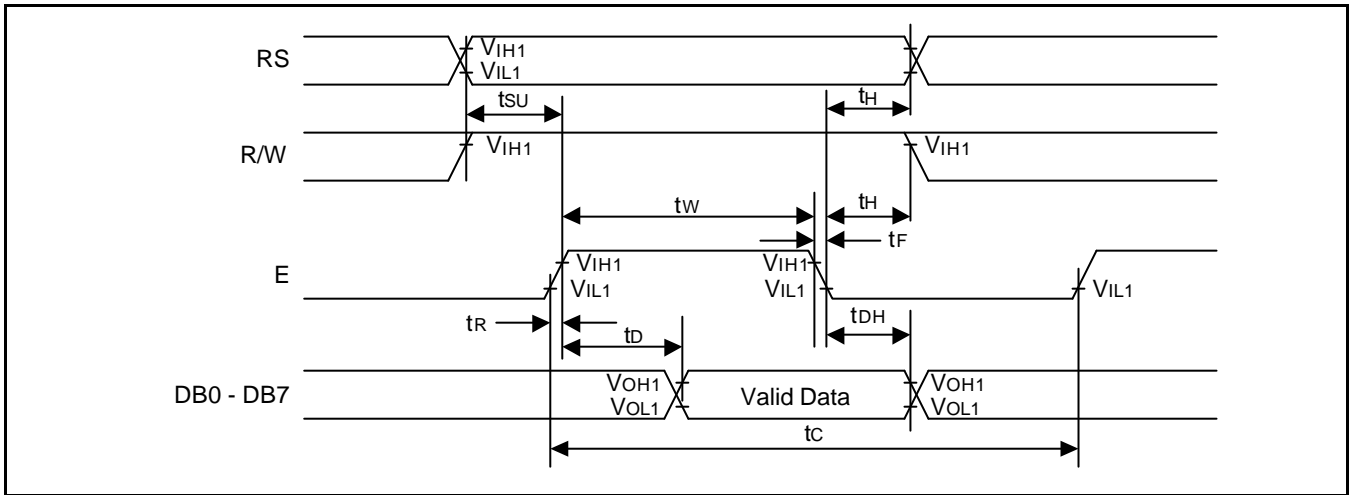 RS
VIH1
VIL1
tSU
tH
R/W
VIH1
VIH1
tW
tH
tF
E
VIH1
VIH1
VIL1
VIL1
VIL1
tR
tD
tDH
DB0 - DB7
VOH1
VOL1
Valid Data
VOH1
VOL1
tC